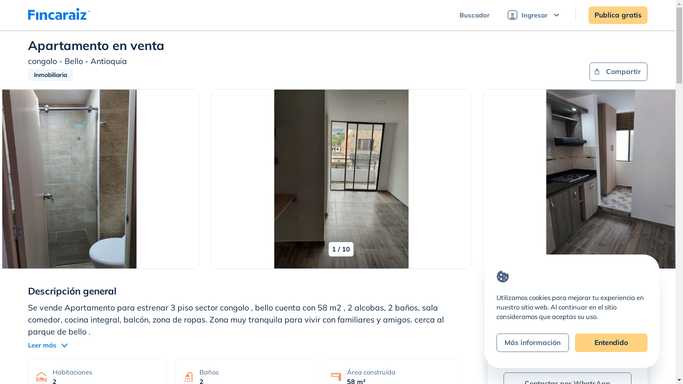 Fincaraiz
Buscador
Ingresar
Publica gratis
Apartamento en venta
congolo - Bello - Antioquia
Inmobiliaria
Compartir
1 / 10
Descripción general
Se vende Apartamento para estrenar 3 piso sector congolo , bello cuenta con 58 m2 , 2 alcobas, 2 baños, sala
comedor, cocina integral, balcón, zona de ropas. Zona muy tranquila para vivir con familiares y amigos. cerca al
parque de bello .
Leer más
Habitaciones
2
Baños
2
Área construida
58 m²
Utilizamos cookies para mejorar tu experiencia en
nuestro sitio web. Al continuar en el sitio
consideramos que aceptas su uso.
Más información
Entendido
Contactar por WhatsApp